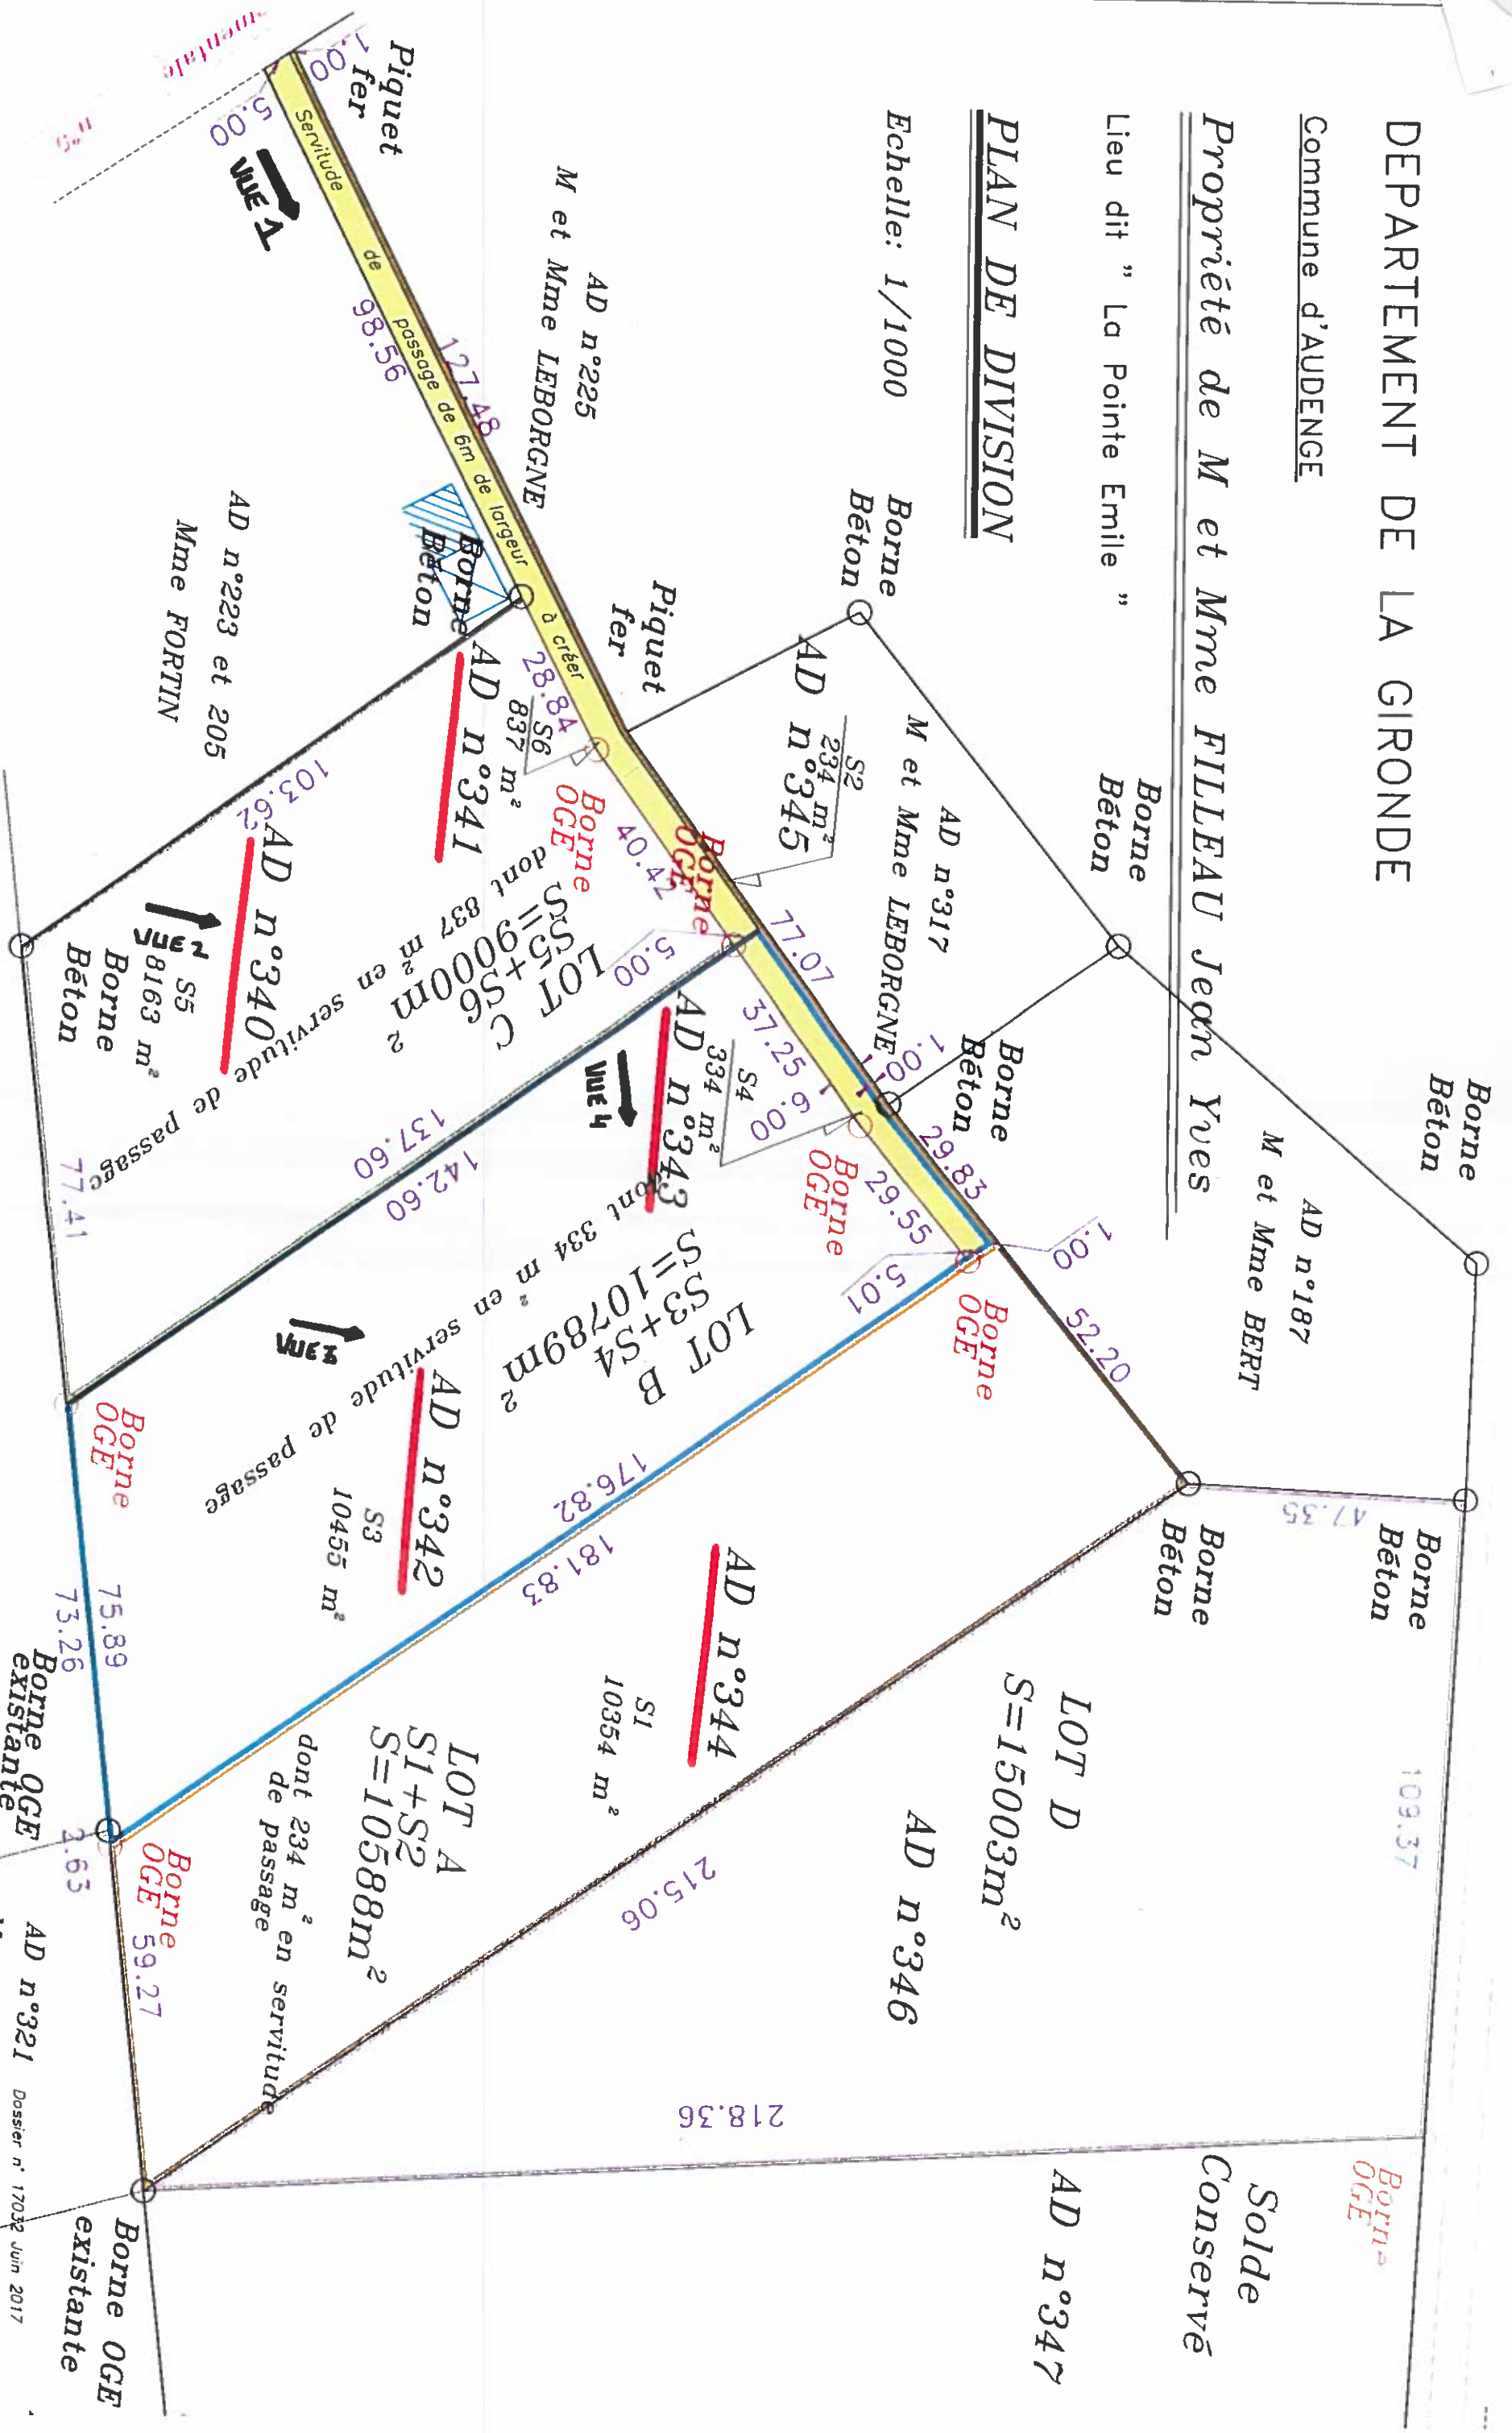 DEPARTEMENT DE LA GIRONDE
Commune d'AUDENGE
Propriété de M et Mme FILLEAU Jean Yves
Lieu dit " La Pointe Emile "
PLAN DE DIVISION
Echelle: 1/1000
Borne
Béton
Borne
Béton
Borne
Béton
Borne
Béton
47.35
109.37
Borne
OGE
AD n°187
M et Mme BERT
Borne
Béton
52.20
AD n°317
M et Mme LEBORGNE
Borne
Béton
S2
234 m²
AD n°345
1.00
29.83
1.00
77.07
Piquet
fer
AD n°225
M et Mme LEBORGNE
Piquet
fer
1.00
5.00
VUE 1
Servitude de passage de 6m de largeur à créer
127.48
98.56
28.84
40.42
37.25
6.00
29.55
5.00
5.01
Borne
Béton
Borne
OGE
Borne
OGE
Borne
OGE
Borne
OGE
S6
837 m²
AD n°341
S4
334 m²
AD n°343
VUE 4
AD n°223 et 205
Mme FORTIN
103.62
AD n°340
VUE 2
S5
8163 m²
Borne
Béton
LOT C
S5+S6
S=9000m²
dont 837 m² en servitude de passage
77.41
137.60
142.60
LOT B
S3+S4
S=10789m²
dont 334 m² en servitude de passage
VUE 3
AD n°342
S3
10455 m²
Borne
OGE
176.82
181.83
75.89
73.26
AD n°344
S1
10354 m²
LOT A
S1+S2
S=10588m²
dont 234 m² en servitude
de passage
Borne OGE
existante
2.63
Borne
OGE
59.27
215.06
LOT D
S=15003m²
AD n°346
218.36
Solde
Conservé
AD n°347
Borne OGE
existante
AD n°321
Dossier n° 17032 Juin 2017